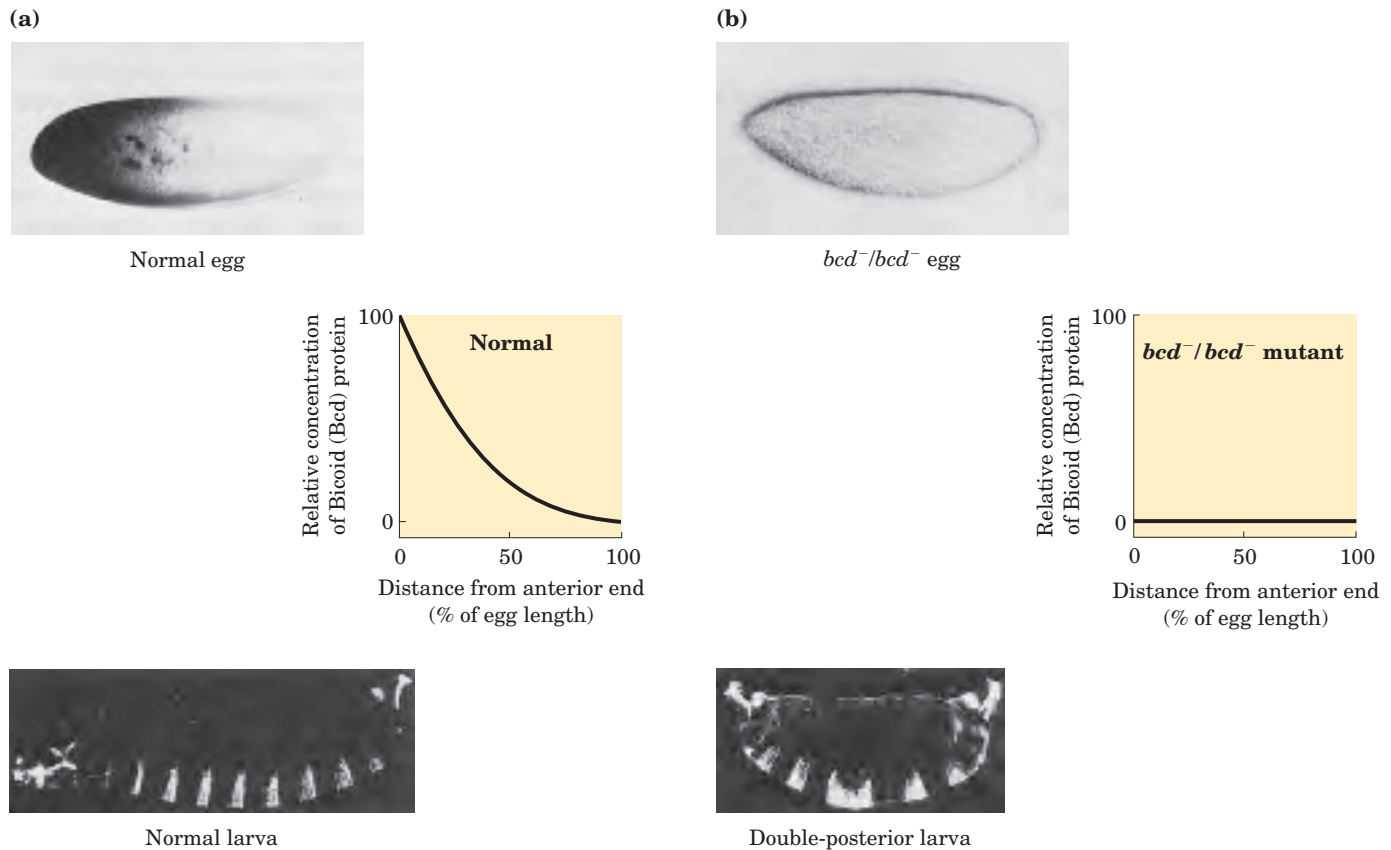 (a)
Normal egg
Relative concentration
of Bicoid (Bcd) protein
100
0
Normal
0 50 100
Distance from anterior end
(% of egg length)
Normal larva
(b)
bcd⁻/bcd⁻ egg
Relative concentration
of Bicoid (Bcd) protein
100
0
bcd⁻/bcd⁻ mutant
0 50 100
Distance from anterior end
(% of egg length)
Double-posterior larva